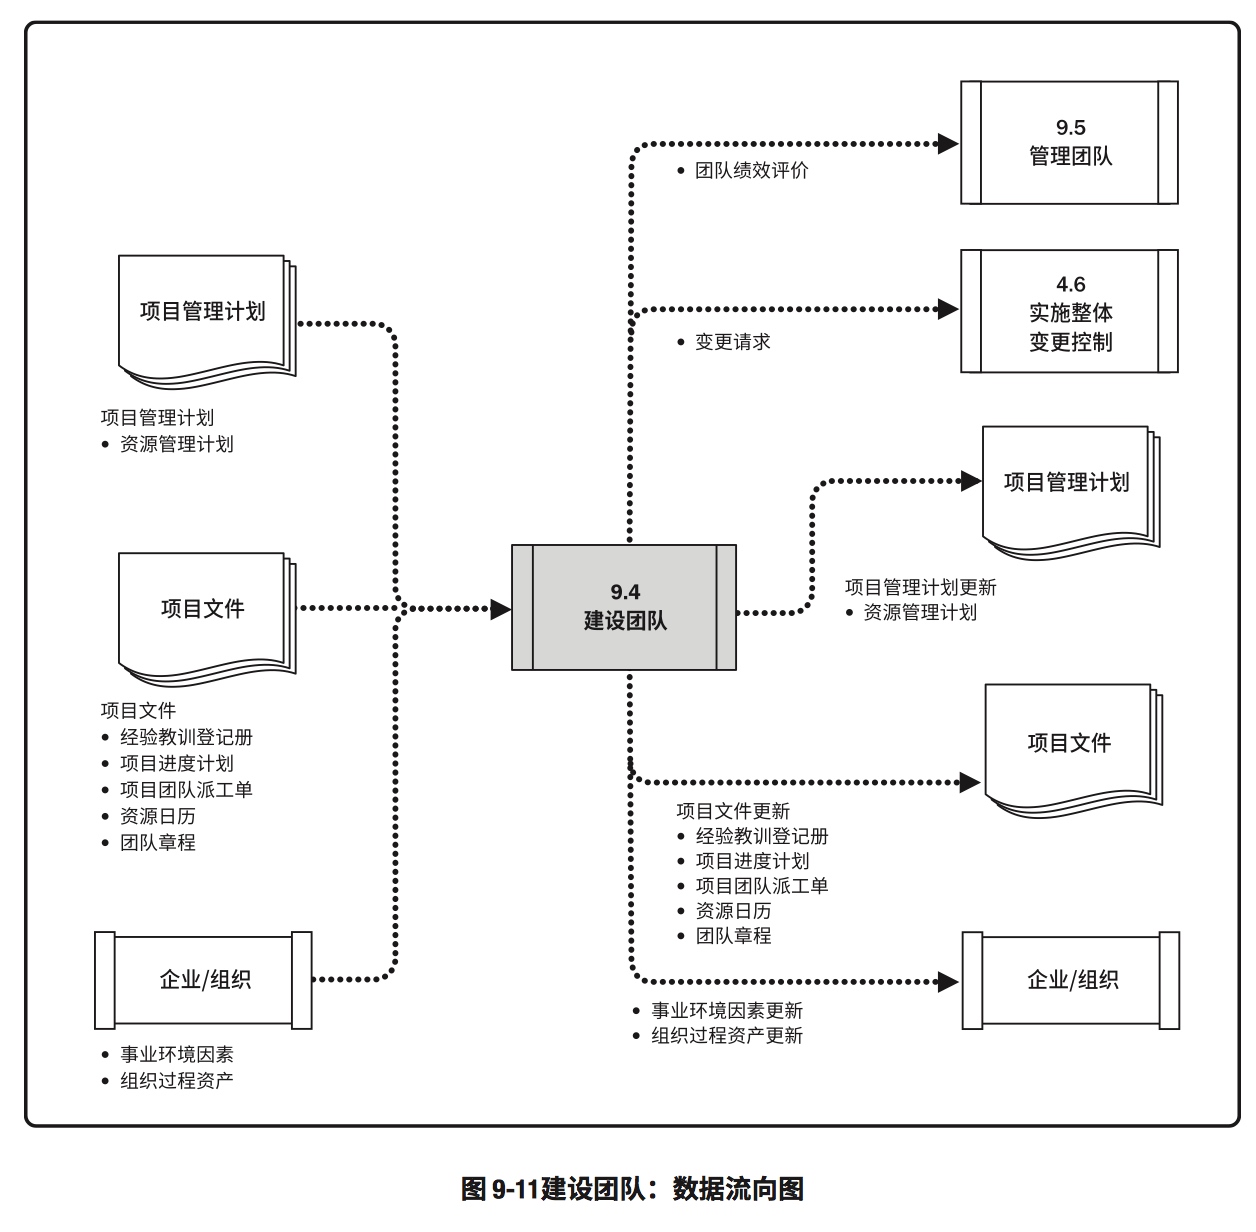 9.5
管理团队
团队绩效评价
4.6
实施整体
变更控制
变更请求
项目管理计划
项目管理计划
• 资源管理计划
项目管理计划
项目管理计划更新
• 资源管理计划
9.4
建设团队
项目文件
项目文件
• 经验教训登记册
• 项目进度计划
• 项目团队派工单
• 资源日历
• 团队章程
项目文件
项目文件更新
• 经验教训登记册
• 项目进度计划
• 项目团队派工单
• 资源日历
• 团队章程
企业/组织
• 事业环境因素
• 组织过程资产
企业/组织
• 事业环境因素更新
• 组织过程资产更新
图 9-11建设团队：数据流向图